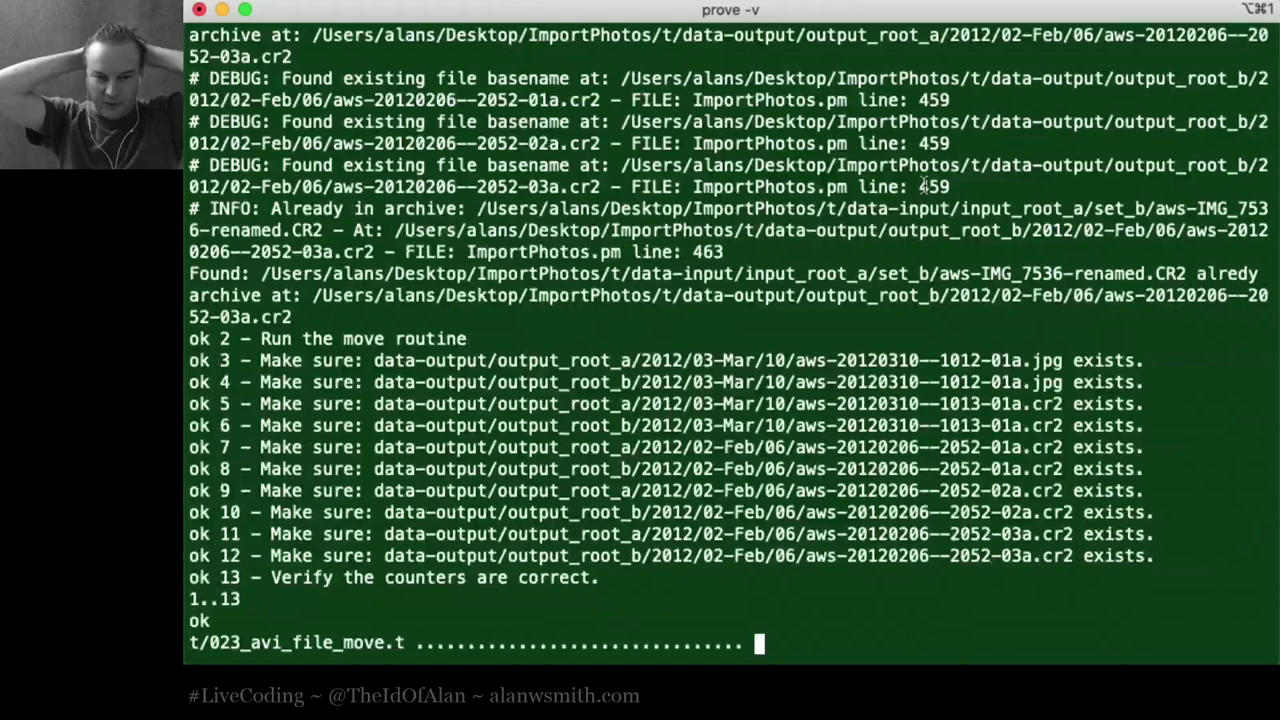 prove -v
⌥⌘1
archive at: /Users/alans/Desktop/ImportPhotos/t/data-output/output_root_a/2012/02-Feb/06/aws-20120206--20
52-03a.cr2
# DEBUG: Found existing file basename at: /Users/alans/Desktop/ImportPhotos/t/data-output/output_root_b/2
012/02-Feb/06/aws-20120206--2052-01a.cr2 - FILE: ImportPhotos.pm line: 459
# DEBUG: Found existing file basename at: /Users/alans/Desktop/ImportPhotos/t/data-output/output_root_b/2
012/02-Feb/06/aws-20120206--2052-02a.cr2 - FILE: ImportPhotos.pm line: 459
# DEBUG: Found existing file basename at: /Users/alans/Desktop/ImportPhotos/t/data-output/output_root_b/2
012/02-Feb/06/aws-20120206--2052-03a.cr2 - FILE: ImportPhotos.pm line: 459
# INFO: Already in archive: /Users/alans/Desktop/ImportPhotos/t/data-input/input_root_a/set_b/aws-IMG_753
6-renamed.CR2 - At: /Users/alans/Desktop/ImportPhotos/t/data-output/output_root_b/2012/02-Feb/06/aws-2012
0206--2052-03a.cr2 - FILE: ImportPhotos.pm line: 463
Found: /Users/alans/Desktop/ImportPhotos/t/data-input/input_root_a/set_b/aws-IMG_7536-renamed.CR2 alredy
archive at: /Users/alans/Desktop/ImportPhotos/t/data-output/output_root_b/2012/02-Feb/06/aws-20120206--20
52-03a.cr2
ok 2 - Run the move routine
ok 3 - Make sure: data-output/output_root_a/2012/03-Mar/10/aws-20120310--1012-01a.jpg exists.
ok 4 - Make sure: data-output/output_root_b/2012/03-Mar/10/aws-20120310--1012-01a.jpg exists.
ok 5 - Make sure: data-output/output_root_a/2012/03-Mar/10/aws-20120310--1013-01a.cr2 exists.
ok 6 - Make sure: data-output/output_root_b/2012/03-Mar/10/aws-20120310--1013-01a.cr2 exists.
ok 7 - Make sure: data-output/output_root_a/2012/02-Feb/06/aws-20120206--2052-01a.cr2 exists.
ok 8 - Make sure: data-output/output_root_b/2012/02-Feb/06/aws-20120206--2052-01a.cr2 exists.
ok 9 - Make sure: data-output/output_root_a/2012/02-Feb/06/aws-20120206--2052-02a.cr2 exists.
ok 10 - Make sure: data-output/output_root_b/2012/02-Feb/06/aws-20120206--2052-02a.cr2 exists.
ok 11 - Make sure: data-output/output_root_a/2012/02-Feb/06/aws-20120206--2052-03a.cr2 exists.
ok 12 - Make sure: data-output/output_root_b/2012/02-Feb/06/aws-20120206--2052-03a.cr2 exists.
ok 13 - Verify the counters are correct.
1..13
ok
t/023_avi_file_move.t ...............................
#LiveCoding ~ @TheIdOfAlan ~ alanwsmith.com